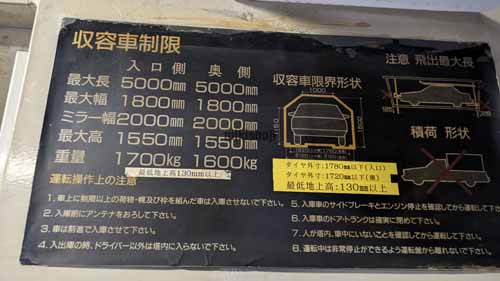 収容車制限
入口側 奥側
最大長 5000mm 5000mm
最大幅 1800mm 1800mm
ミラー幅 2000mm 2000mm
最大高 1550mm 1550mm
重量 1700kg 1600kg
最低地上高130mm以上
収容車限界形状
1000
1550
タイヤ外寸:1780mm以下(入口)
タイヤ外寸:1720mm以下(奥)
最低地上高:130mm以上
注意 飛出最大長
積荷 形状
運転操作上の注意
1.車上に制限以上の荷物・幌及び枠を組んだ車は入庫させないで下さい。
2.入庫前にアンテナをおろして下さい。
3.車は前進で入庫させて下さい。
4.入出庫の時、ドライバー以外は塔内に入らないで下さい。
5.入庫車のサイドブレーキとエンジン停止を確認してから運転して下さい。
6.入庫車のドアトランクは確実に閉めて下さい。
7.人が塔内、車中にいないことを確認してから運転して下さい。
8.運転中は非常停止ができるよう運転盤から離れないで下さい。